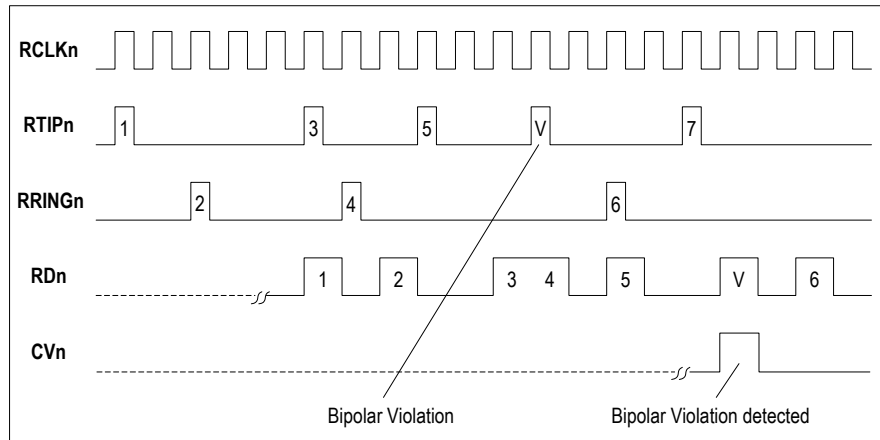 RCLKn
RTIPn
1 3 5 V 7
RRINGn
2 4 6
RDn
1 2 3 4 5 V 6
CVn
Bipolar Violation
Bipolar Violation detected